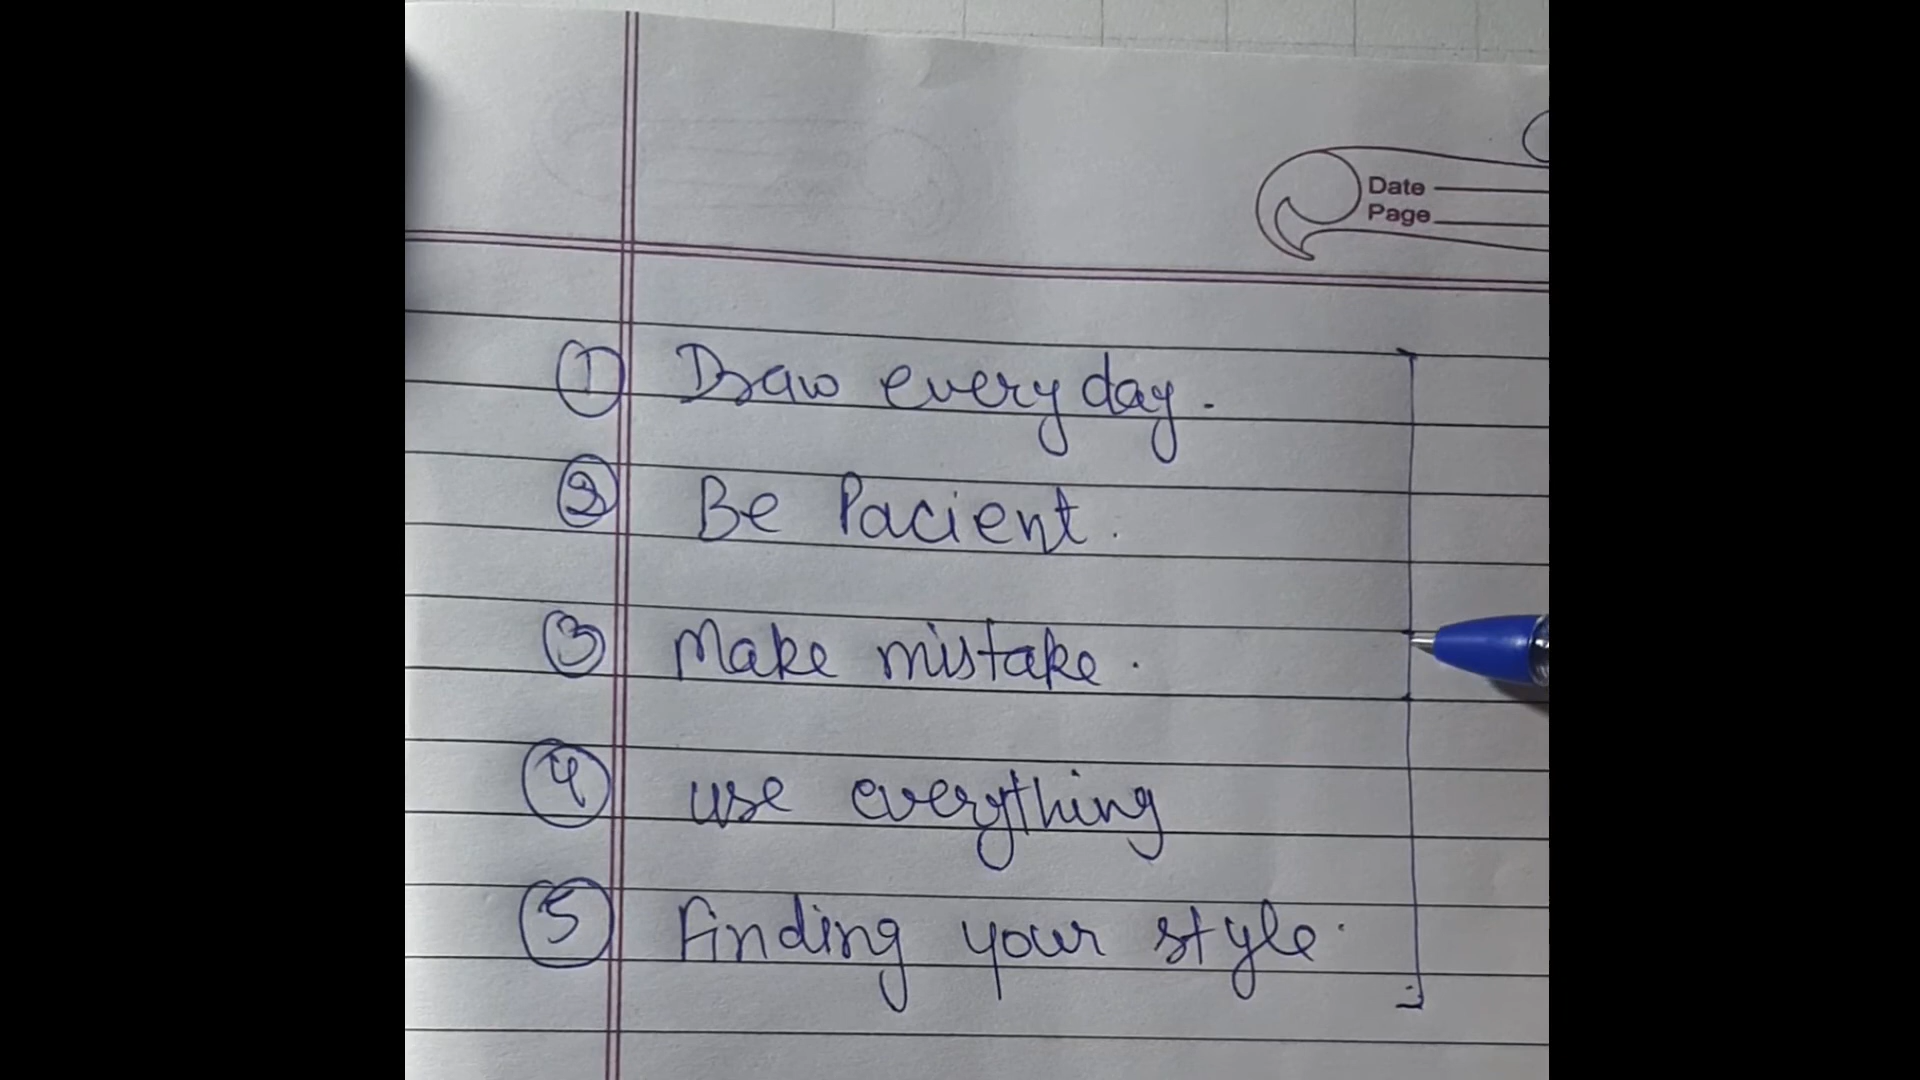 Date
Page
① Draw everyday.
② Be Pacient.
③ Make mistake.
④ use everything
⑤ Finding your style.